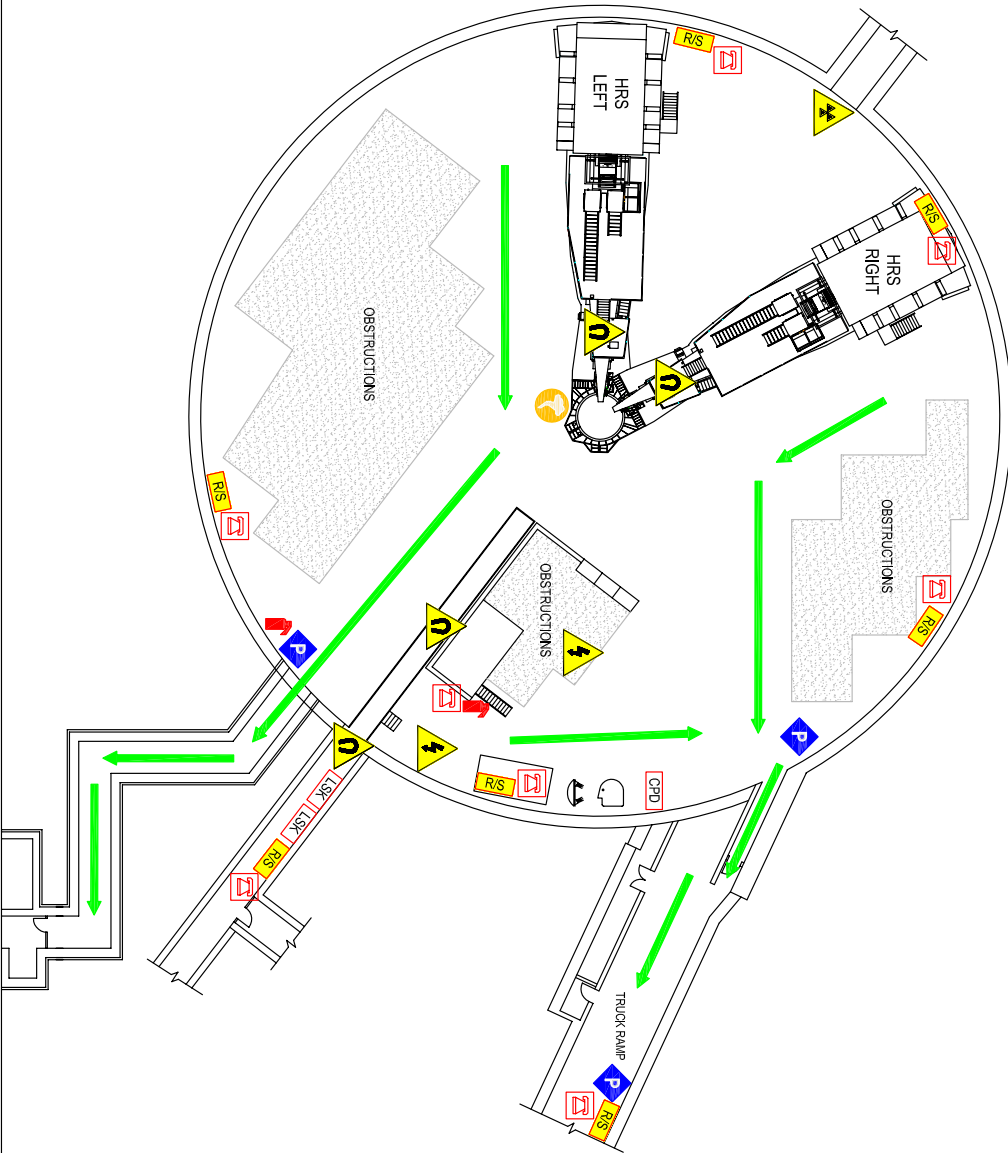 R/S
HRS
LEFT
R/S
HRS
RIGHT
OBSTRUCTIONS
OBSTRUCTIONS
R/S
OBSTRUCTIONS
R/S
P
P
R/S
CPD
LSK
LSK
R/S
TRUCK RAMP
P
R/S